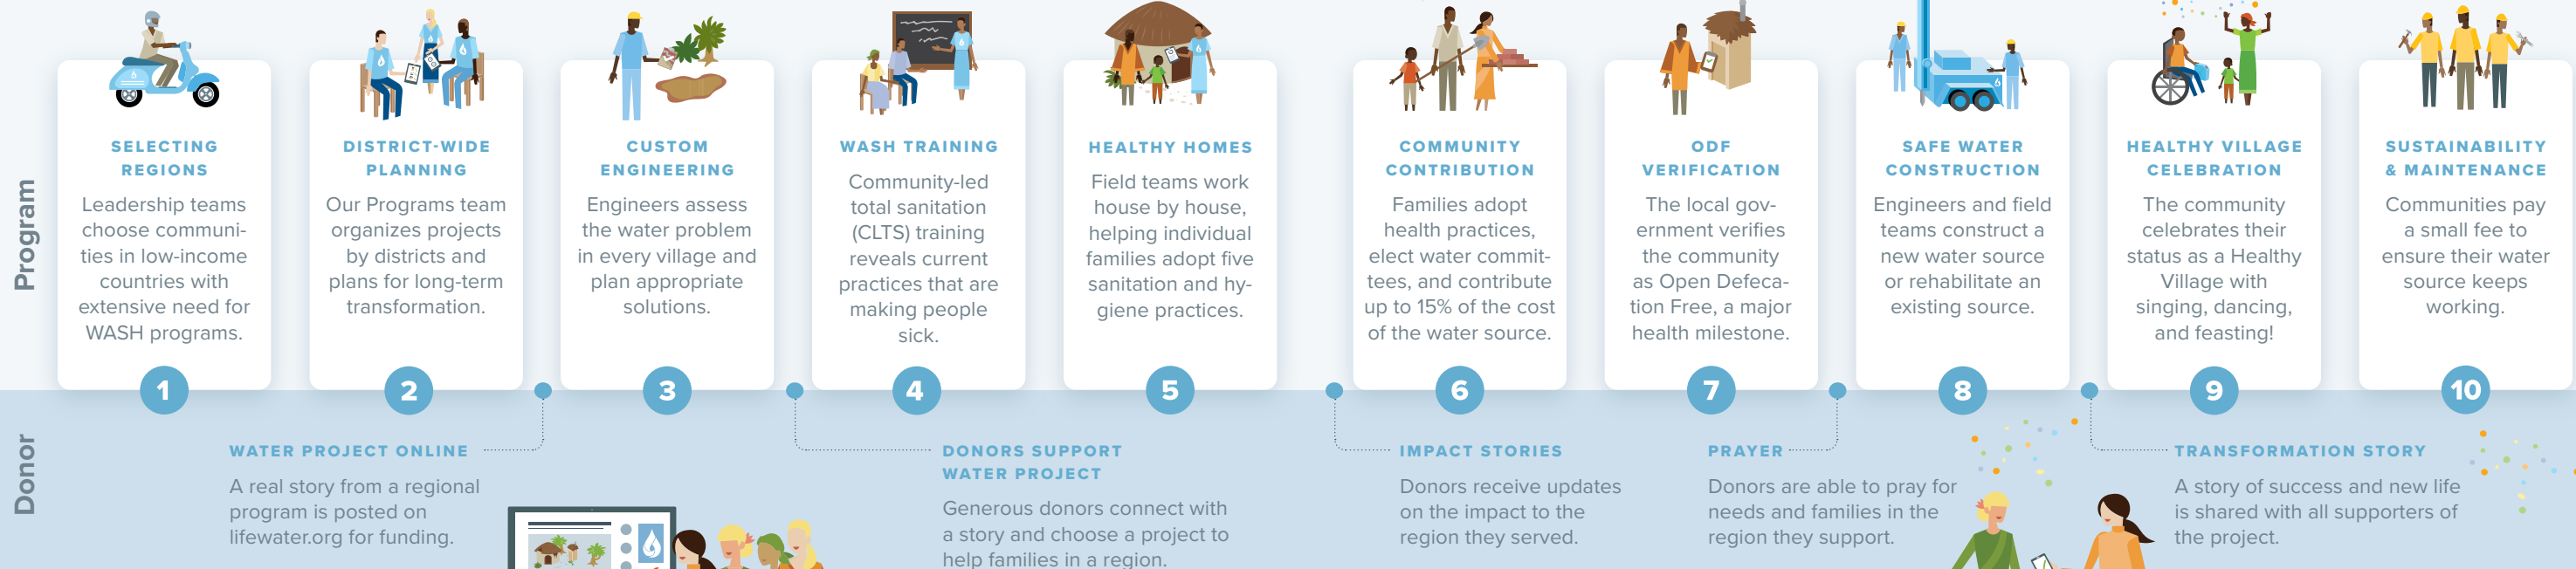 Program
SELECTING
REGIONS
Leadership teams
choose communi-
ties in low-income
countries with
extensive need for
WASH programs.
1
DISTRICT-WIDE
PLANNING
Our Programs team
organizes projects
by districts and
plans for long-term
transformation.
2
CUSTOM
ENGINEERING
Engineers assess
the water problem
in every village and
plan appropriate
solutions.
3
WASH TRAINING
Community-led
total sanitation
(CLTS) training
reveals current
practices that are
making people
sick.
4
HEALTHY HOMES
Field teams work
house by house,
helping individual
families adopt five
sanitation and hy-
giene practices.
5
COMMUNITY
CONTRIBUTION
Families adopt
health practices,
elect water commit-
tees, and contribute
up to 15% of the cost
of the water source.
6
ODF
VERIFICATION
The local gov-
ernment verifies
the community
as Open Defeca-
tion Free, a major
health milestone.
7
SAFE WATER
CONSTRUCTION
Engineers and field
teams construct a
new water source
or rehabilitate an
existing source.
8
HEALTHY VILLAGE
CELEBRATION
The community
celebrates their
status as a Healthy
Village with
singing, dancing,
and feasting!
9
SUSTAINABILITY
& MAINTENANCE
Communities pay
a small fee to
ensure their water
source keeps
working.
10
Donor
WATER PROJECT ONLINE
A real story from a regional
program is posted on
lifewater.org for funding.
DONORS SUPPORT
WATER PROJECT
Generous donors connect with
a story and choose a project to
help families in a region.
IMPACT STORIES
Donors receive updates
on the impact to the
region they served.
PRAYER
Donors are able to pray for
needs and families in the
region they support.
TRANSFORMATION STORY
A story of success and new life
is shared with all supporters of
the project.